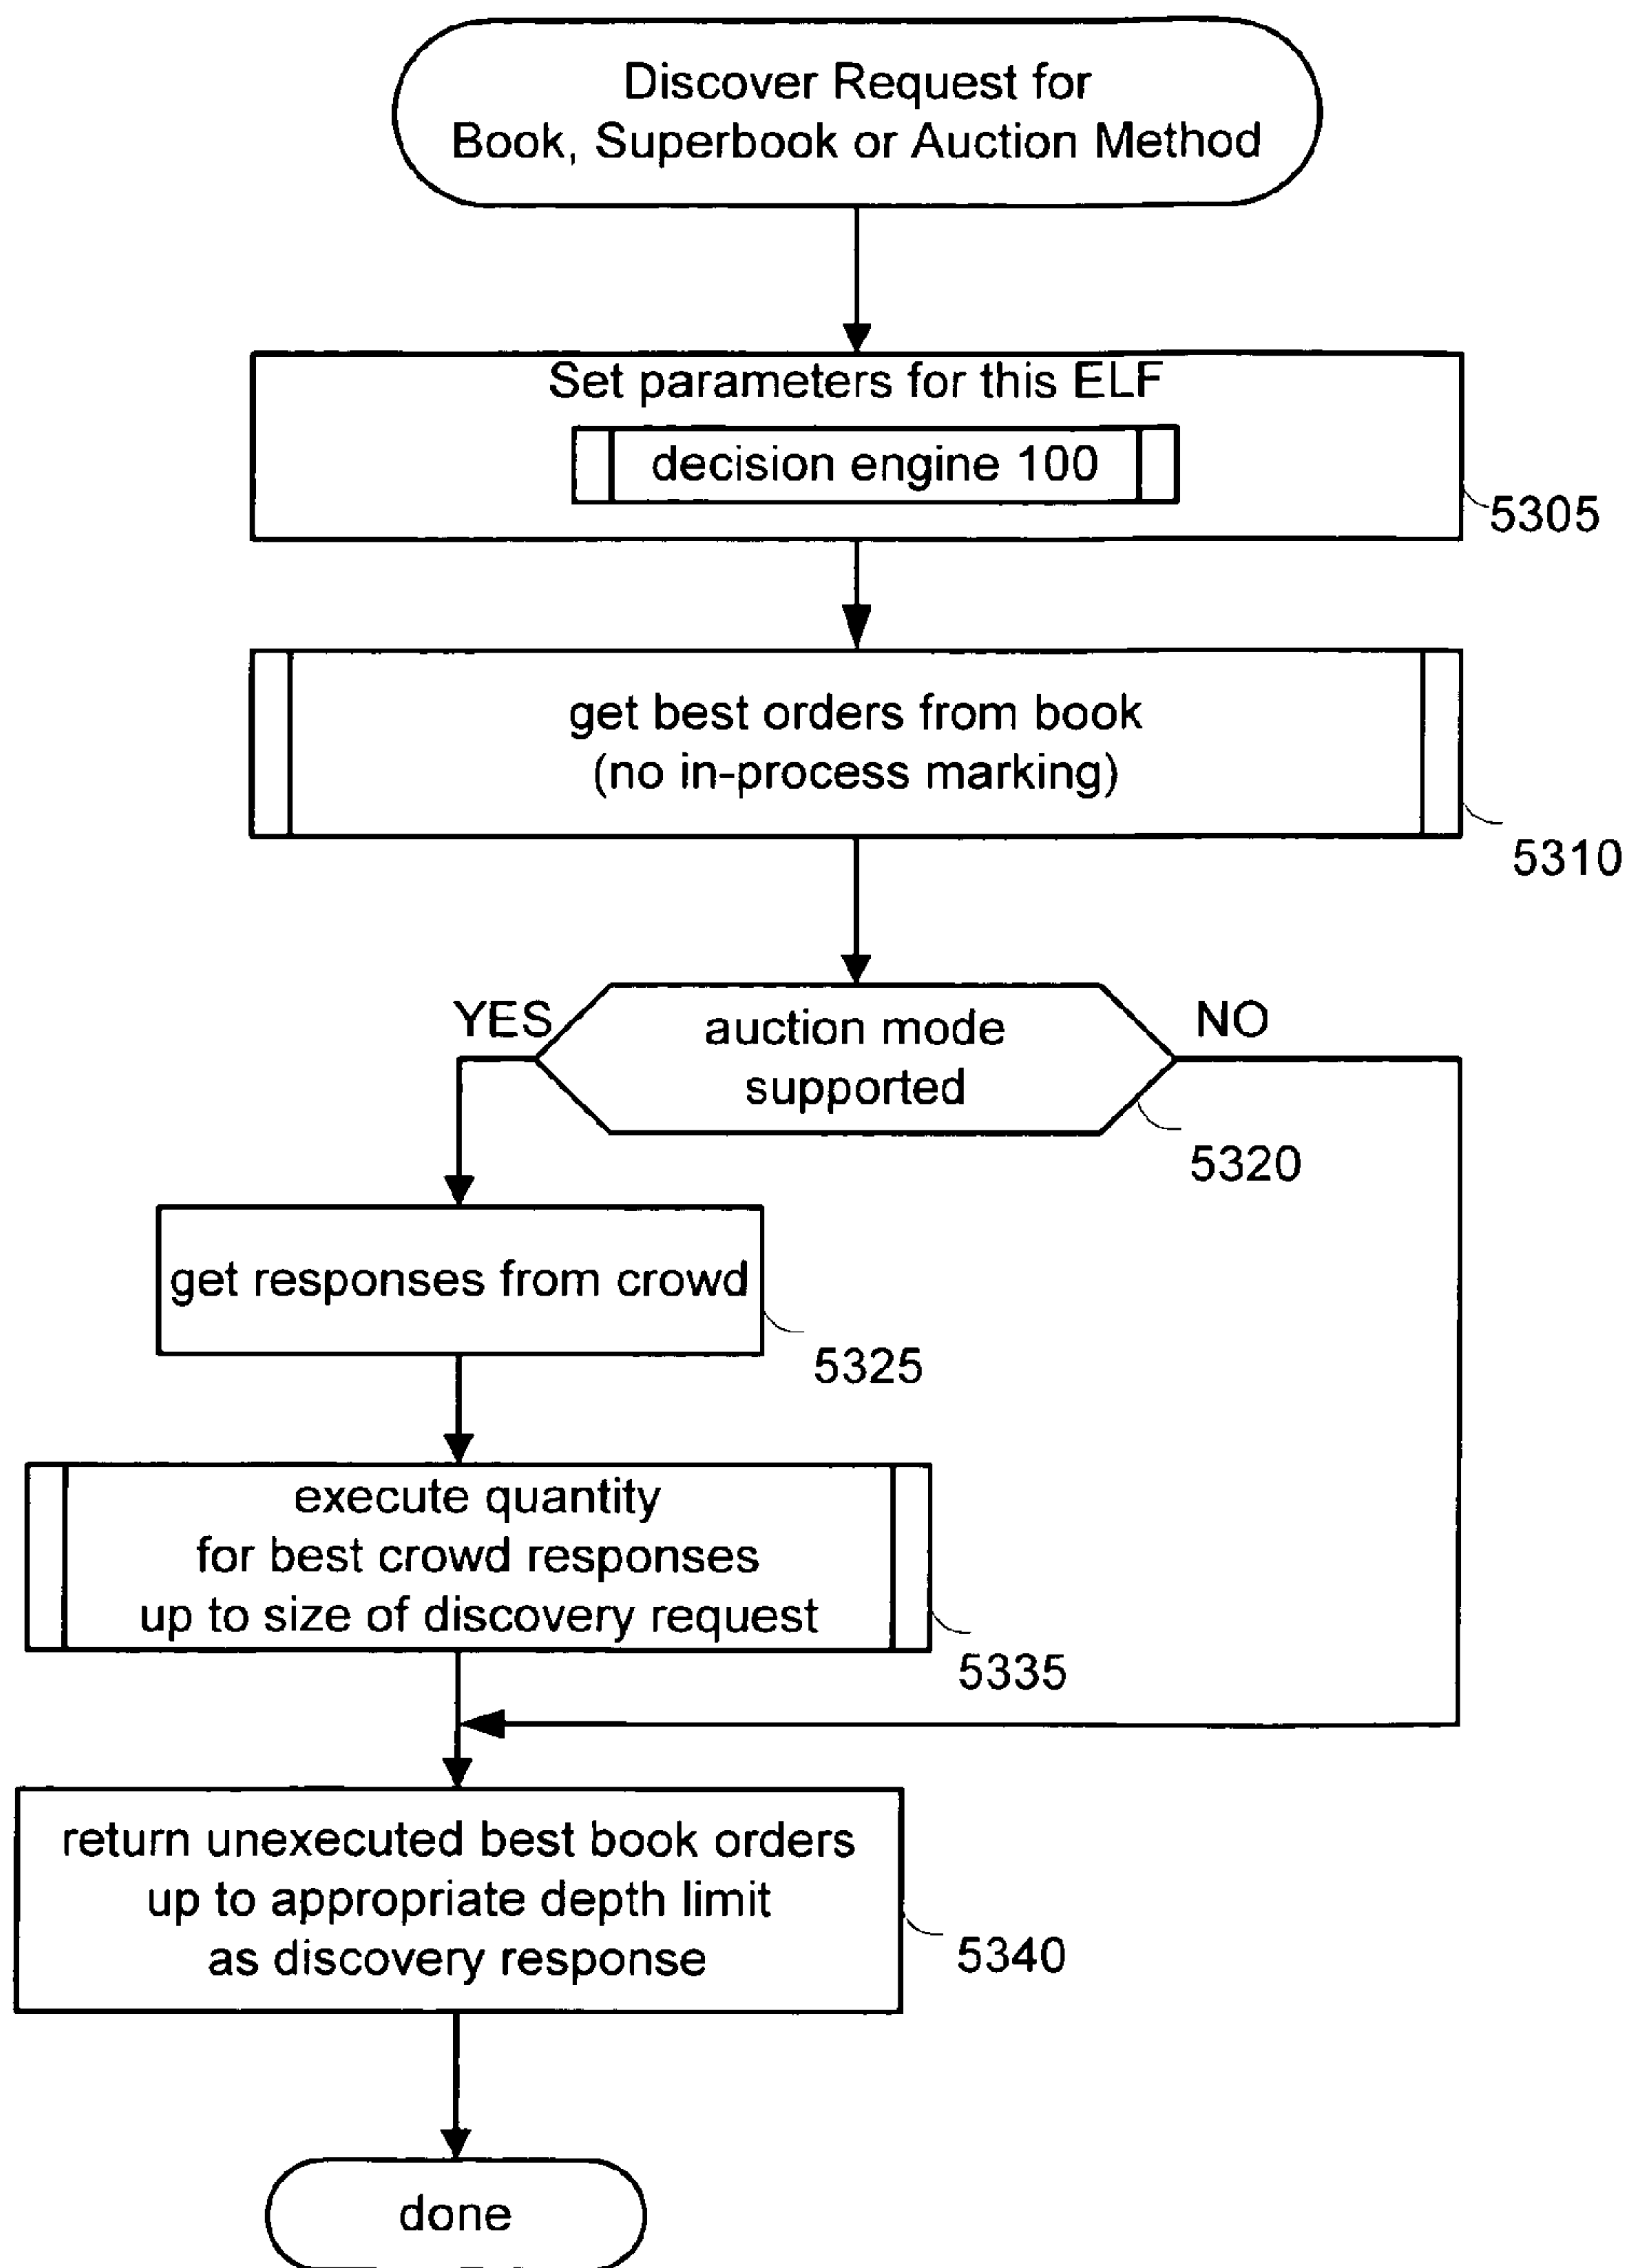 Discover Request for
Book, Superbook or Auction Method
Set parameters for this ELF
decision engine 100
5305
get best orders from book
(no in-process marking)
5310
YES
NO
auction mode
supported
5320
get responses from crowd
5325
execute quantity
for best crowd responses
up to size of discovery request
5335
return unexecuted best book orders
up to appropriate depth limit
as discovery response
5340
done